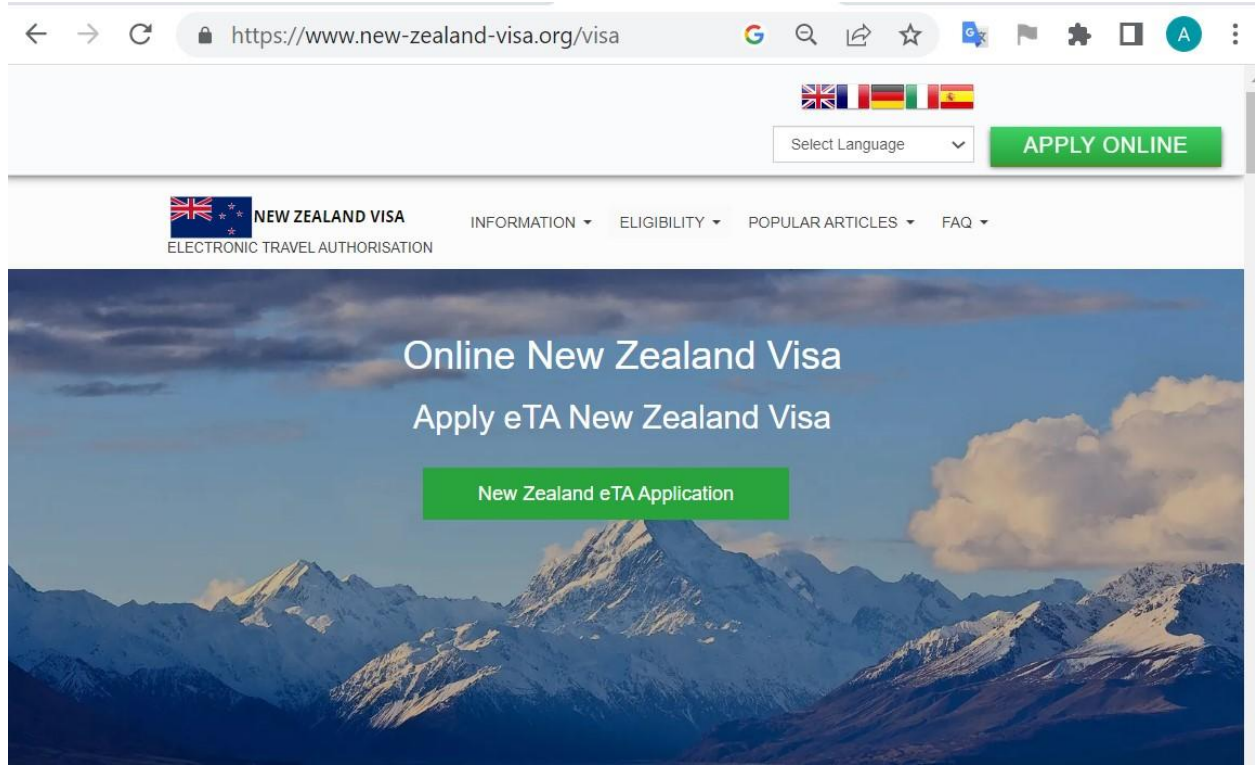 https://www.new-zealand-visa.org/visa
A
Select Language
APPLY ONLINE
NEW ZEALAND VISA
ELECTRONIC TRAVEL AUTHORISATION
INFORMATION
ELIGIBILITY
POPULAR ARTICLES
FAQ
Online New Zealand Visa
Apply eTA New Zealand Visa
New Zealand eTA Application